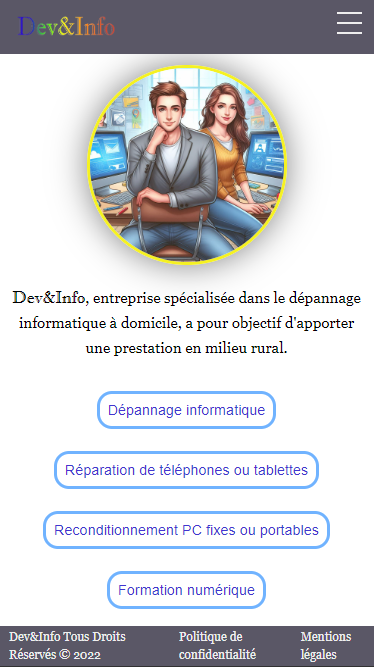 Dev&Info
Dev&Info, entreprise spécialisée dans le dépannage
informatique à domicile, a pour objectif d'apporter
une prestation en milieu rural.
Dépannage informatique
Réparation de téléphones ou tablettes
Reconditionnement PC fixes ou portables
Formation numérique
Dev&Info Tous Droits
Réservés © 2022
Politique de
confidentialité
Mentions
légales